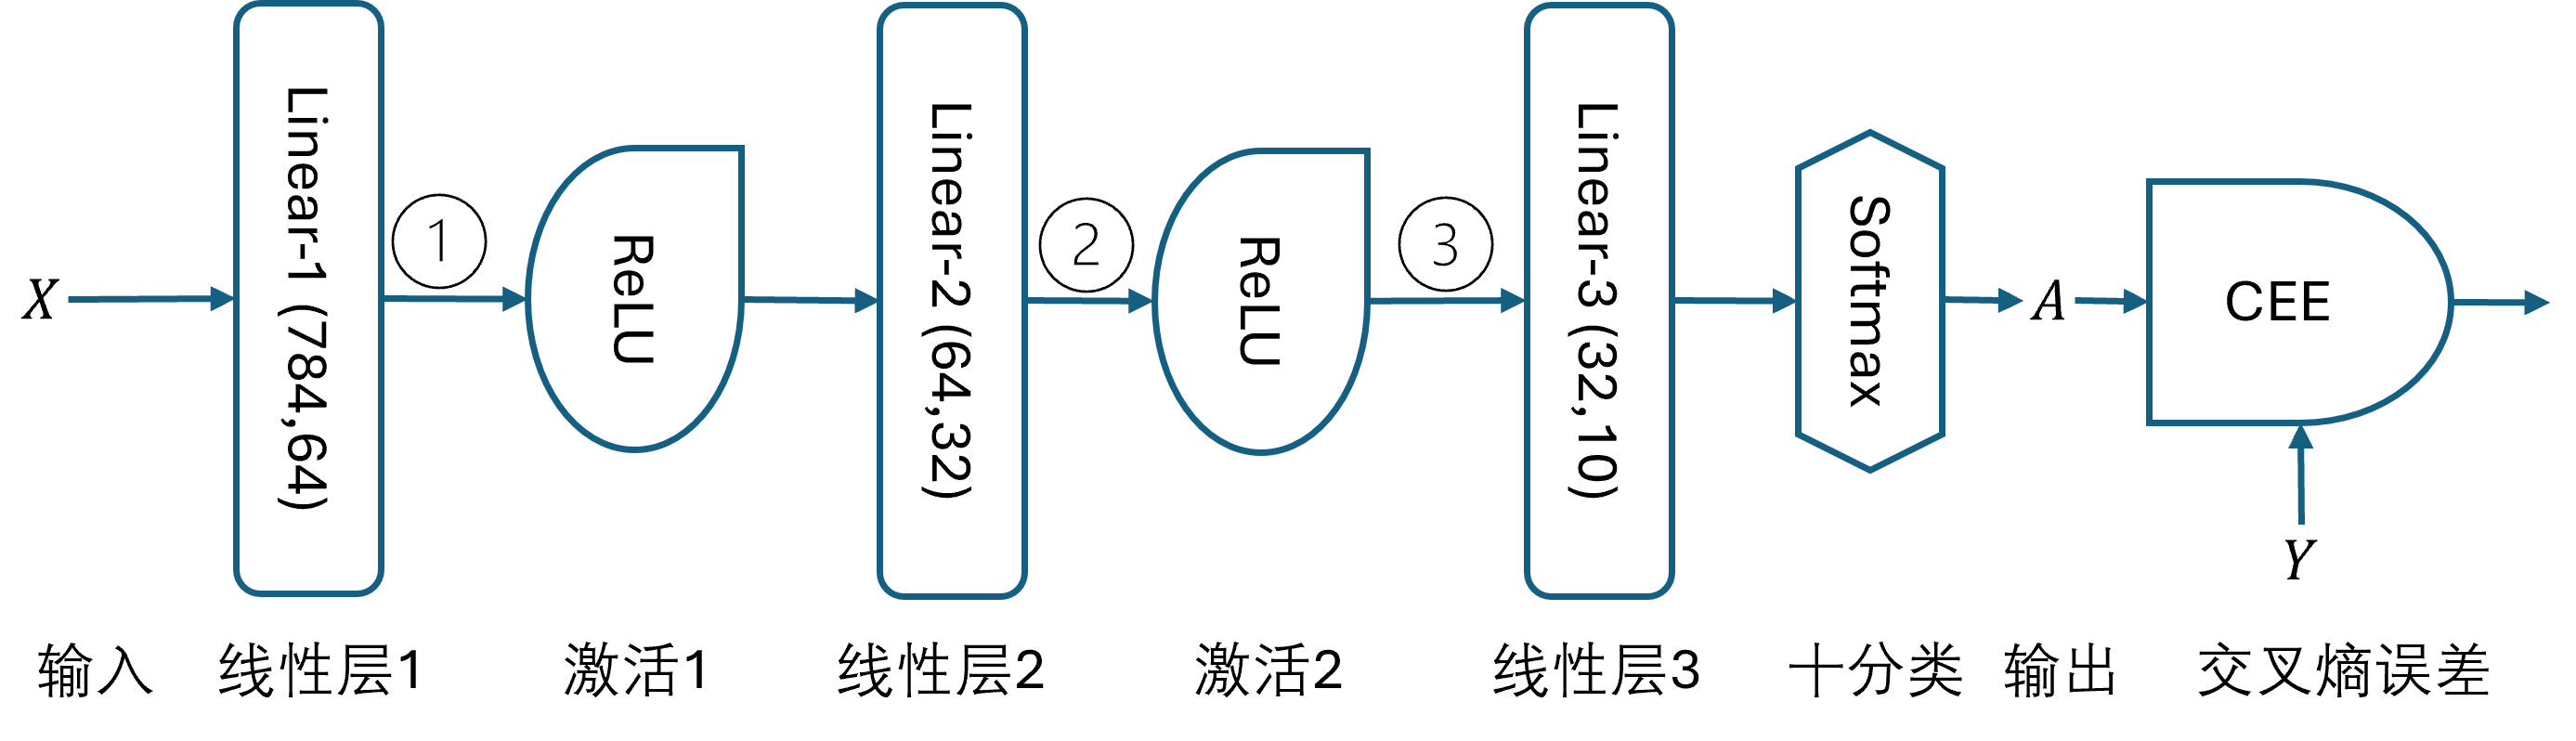 X
Linear-1 (784,64)
①
ReLU
Linear-2 (64,32)
②
ReLU
③
Linear-3 (32,10)
Softmax
A
CEE
Y
输入
线性层1
激活1
线性层2
激活2
线性层3
十分类
输出
交叉熵误差